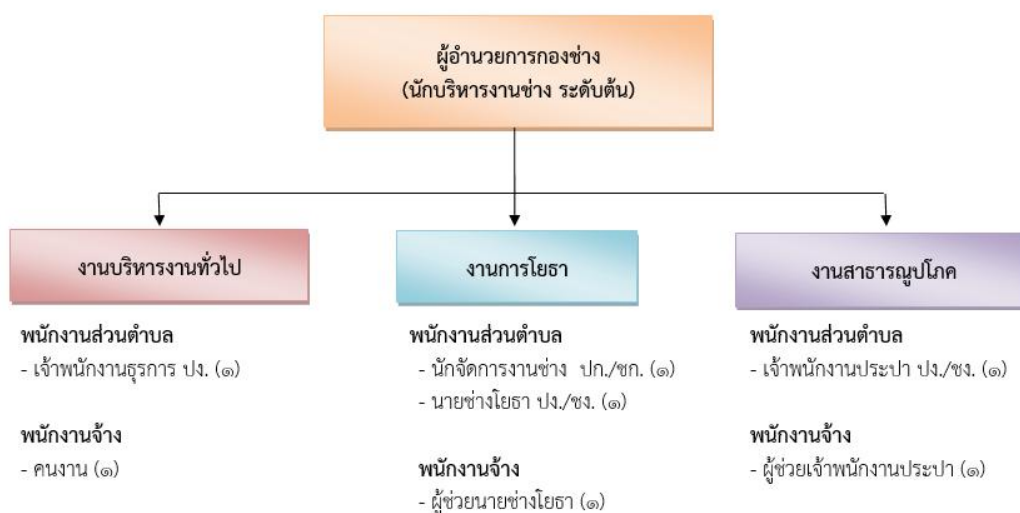 ผู้อำนวยการกองช่าง
(นักบริหารงานช่าง ระดับต้น)
งานบริหารงานทั่วไป
พนักงานส่วนตำบล
- เจ้าพนักงานธุรการ ปง. (๑)
พนักงานจ้าง
- คนงาน (๑)
งานการโยธา
พนักงานส่วนตำบล
- นักจัดการงานช่าง ปก./ชก. (๑)
- นายช่างโยธา ปง./ชง. (๑)
พนักงานจ้าง
- ผู้ช่วยนายช่างโยธา (๑)
งานสาธารณูปโภค
พนักงานส่วนตำบล
- เจ้าพนักงานประปา ปง./ชง. (๑)
พนักงานจ้าง
- ผู้ช่วยเจ้าพนักงานประปา (๑)